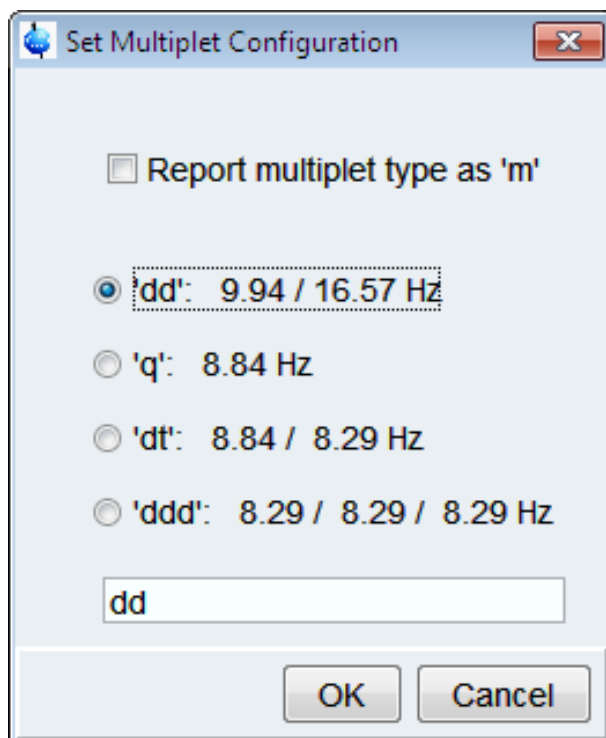 Set Multiplet Configuration
Report multiplet type as 'm'
'dd': 9.94 / 16.57 Hz
'q': 8.84 Hz
'dt': 8.84 / 8.29 Hz
'ddd': 8.29 / 8.29 / 8.29 Hz
dd
OK Cancel